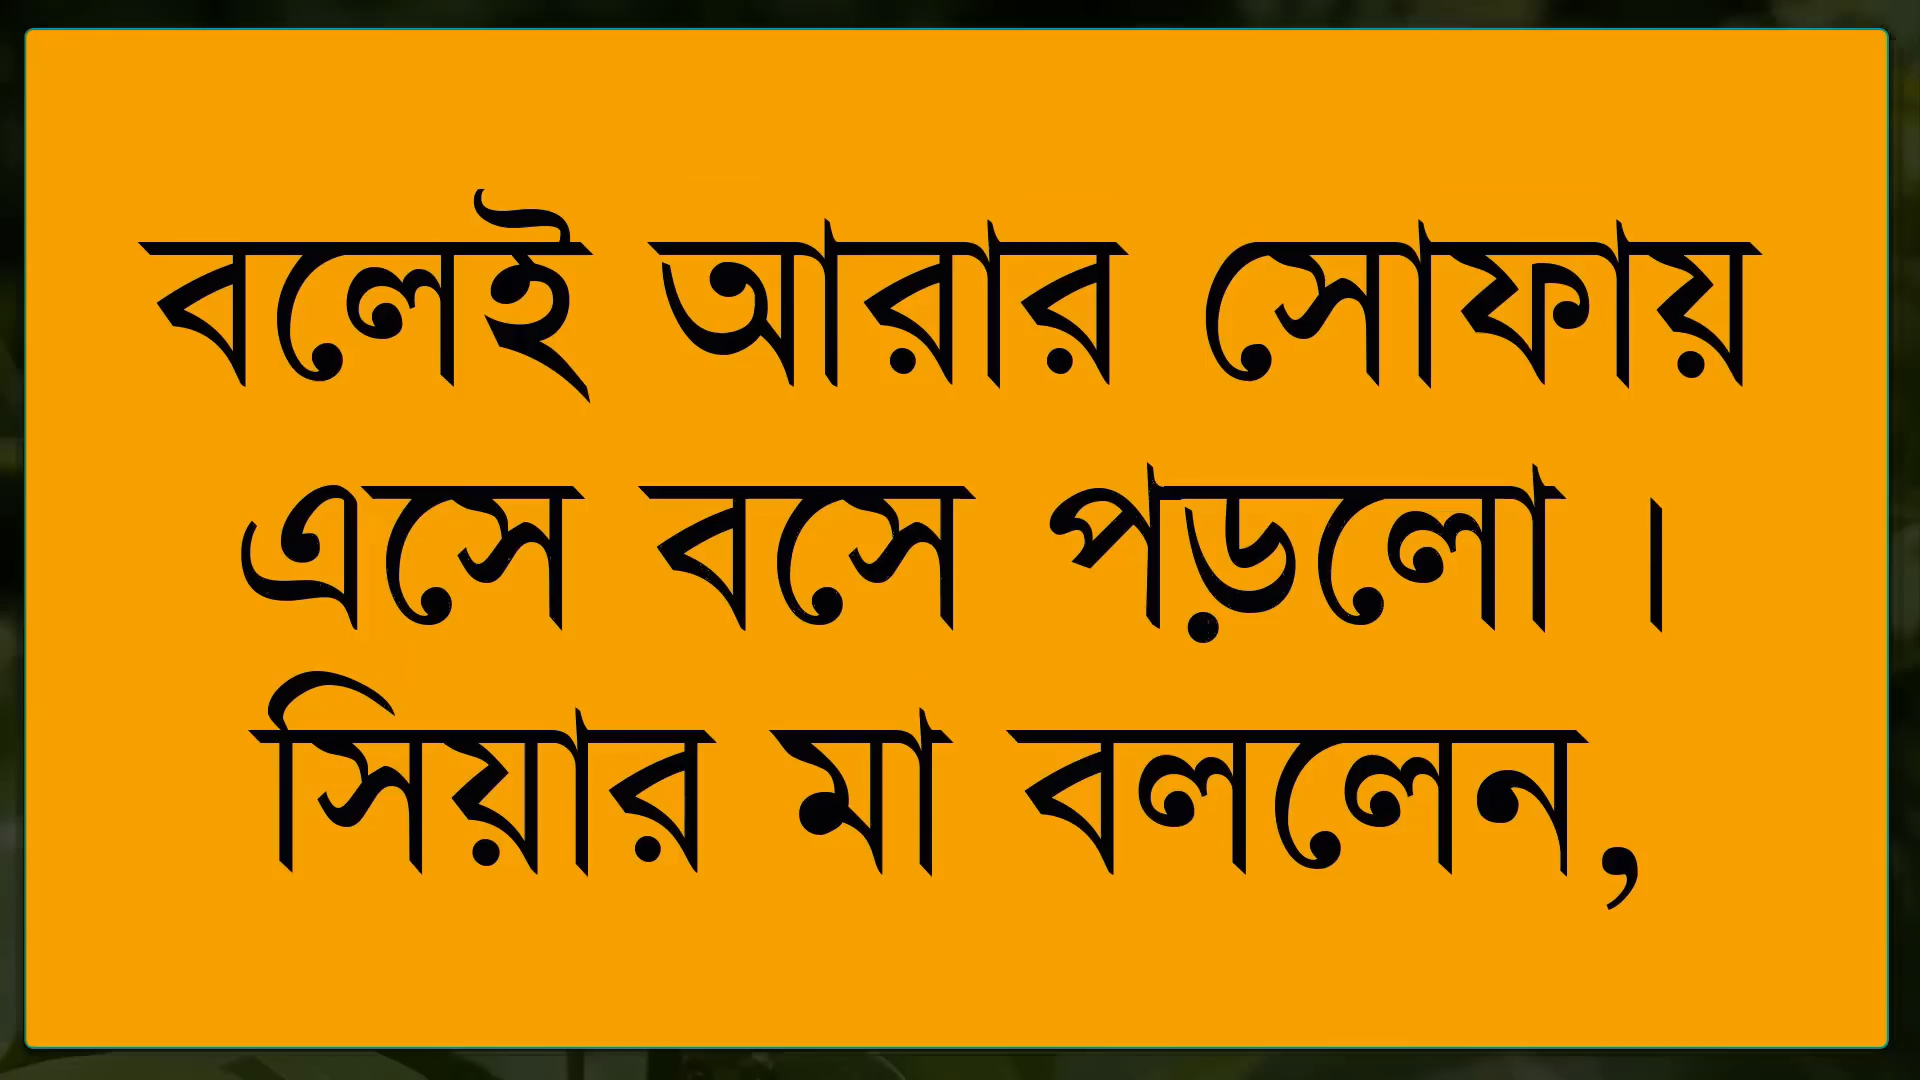 বলেই আরার সোফায়
এসে বসে পড়লো ।
সিয়ার মা বললেন,